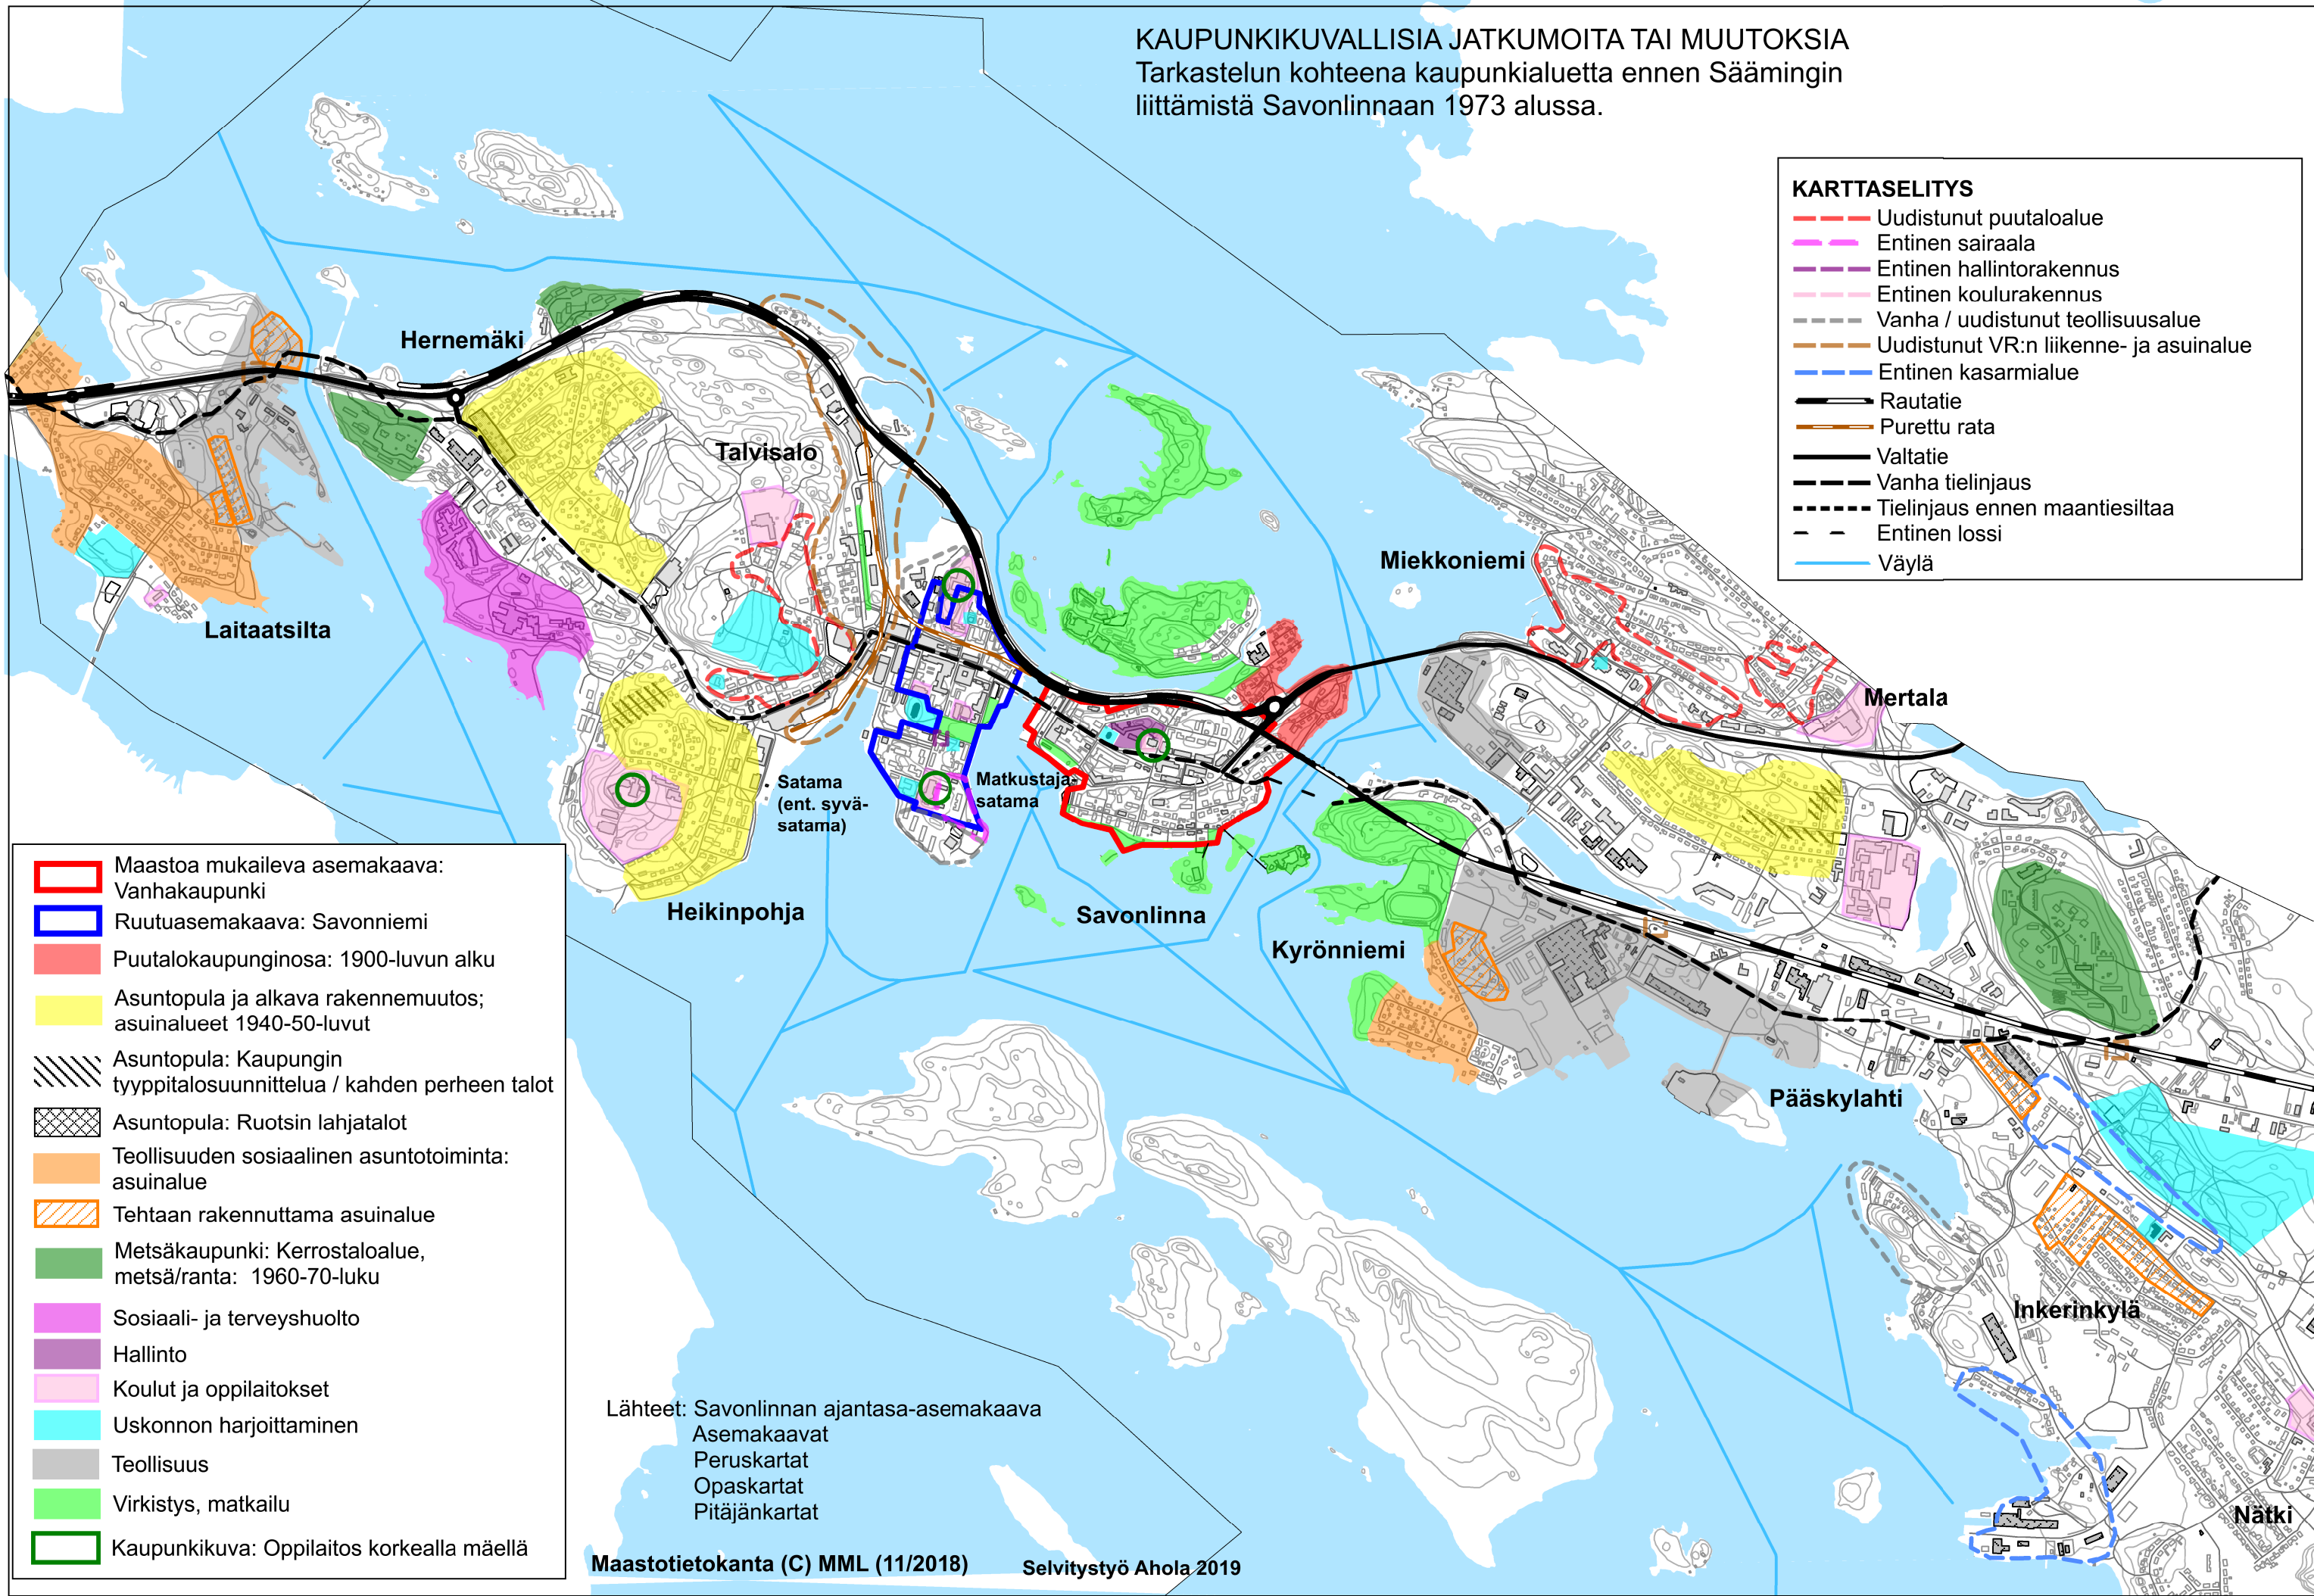 KAUPUNKIKUVALLISIA JATKUMOITA TAI MUUTOKSIA
Tarkastelun kohteena kaupunkialuetta ennen Säämingin
liittämistä Savonlinnaan 1973 alussa.
KARTTASELITYS
Uudistunut puutaloalue
Entinen sairaala
Entinen hallintorakennus
Entinen koulurakennus
Vanha / uudistunut teollisuusalue
Uudistunut VR:n liikenne- ja asuinalue
Entinen kasarmialue
Rautatie
Purettu rata
Valtatie
Vanha tielinjaus
Tielinjaus ennen maantiesiltaa
Entinen lossi
Väylä
Hernemäki
Talvisalo
Miekkoniemi
Laitaatsilta
Mertala
Satama
(ent. syvä-
satama)
Matkustaja-
satama
Heikinpohja
Savonlinna
Kyrönniemi
Pääskylahti
Inkerinkylä
Nätki
Maastoa mukaileva asemakaava:
Vanhakaupunki
Ruutuasemakaava: Savonniemi
Puutalokaupunginosa: 1900-luvun alku
Asuntopula ja alkava rakennemuutos;
asuinalueet 1940-50-luvut
Asuntopula: Kaupungin
tyyppitalosuunnittelua / kahden perheen talot
Asuntopula: Ruotsin lahjatalot
Teollisuuden sosiaalinen asuntotoiminta:
asuinalue
Tehtaan rakennuttama asuinalue
Metsäkaupunki: Kerrostaloalue,
metsä/ranta: 1960-70-luku
Sosiaali- ja terveyshuolto
Hallinto
Koulut ja oppilaitokset
Uskonnon harjoittaminen
Teollisuus
Virkistys, matkailu
Kaupunkikuva: Oppilaitos korkealla mäellä
Lähteet: Savonlinnan ajantasa-asemakaava
Asemakaavat
Peruskartat
Opaskartat
Pitäjänkartat
Maastotietokanta (C) MML (11/2018)
Selvitystyö Ahola 2019